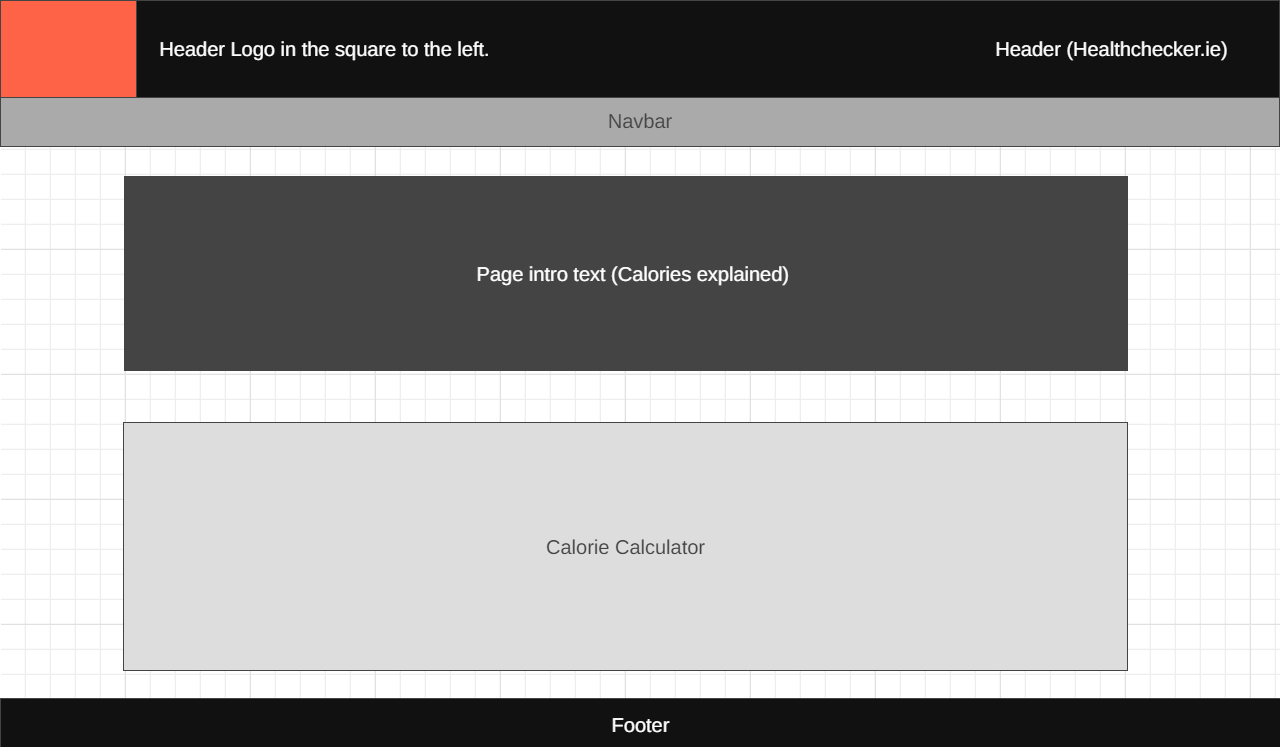 Header Logo in the square to the left.
Header (Healthchecker.ie)
Navbar
Page intro text (Calories explained)
Calorie Calculator
Footer